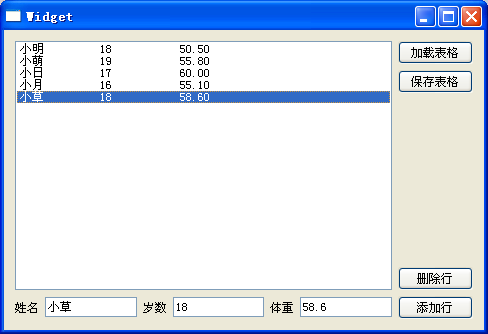 Widget
小明 18 50.50
小萌 19 55.80
小日 17 60.00
小月 16 55.10
小草 18 58.60
加载表格
保存表格
删除行
姓名 小草 岁数 18 体重 58.6 添加行